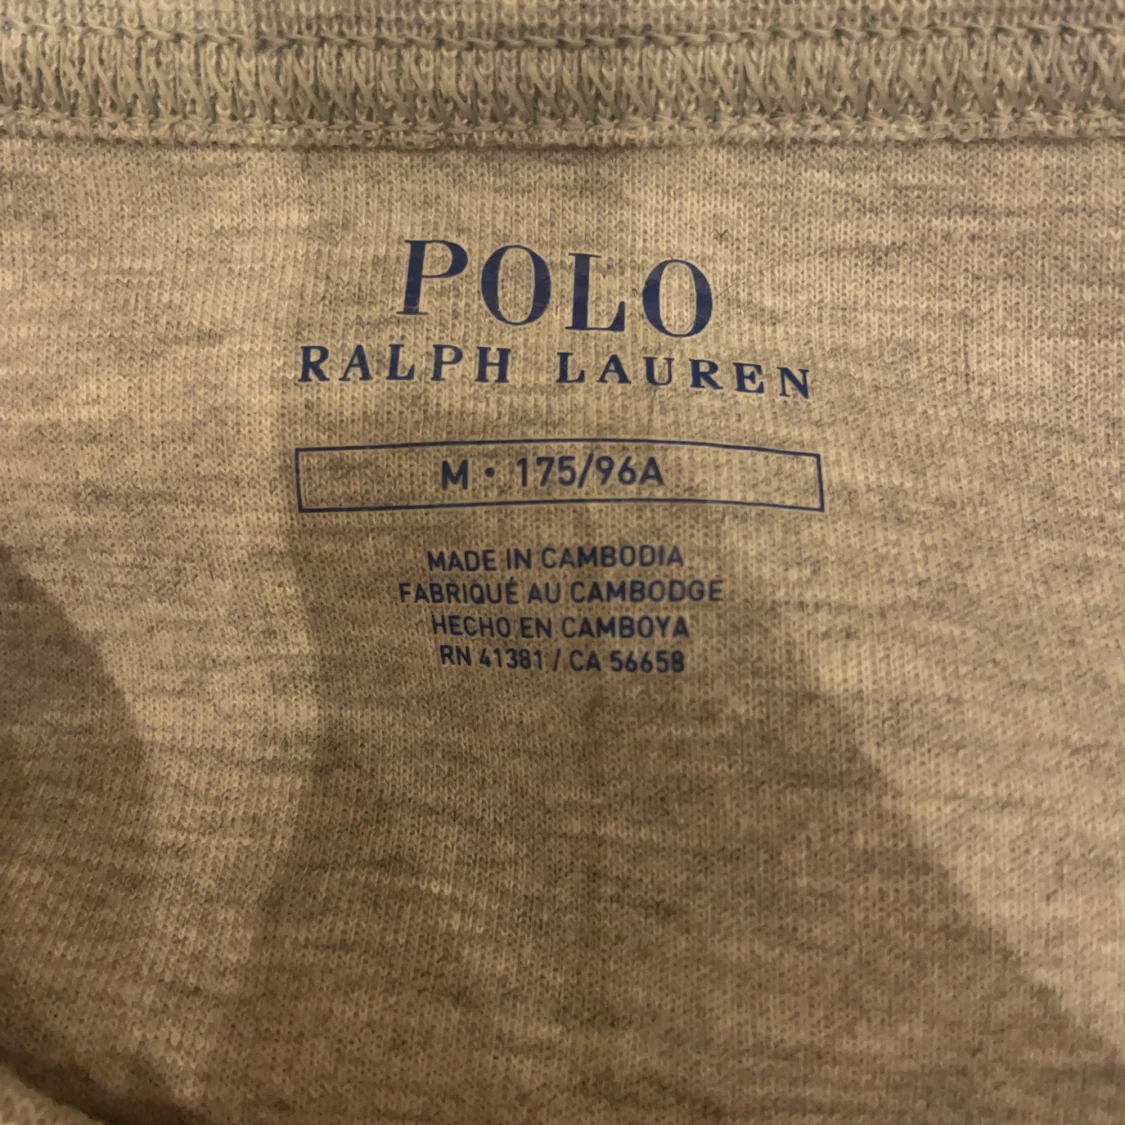 POLO
RALPH LAUREN
M • 175/96A
MADE IN CAMBODIA
FABRIQUÉ AU CAMBODGE
HECHO EN CAMBOYA
RN 41381 / CA 56658